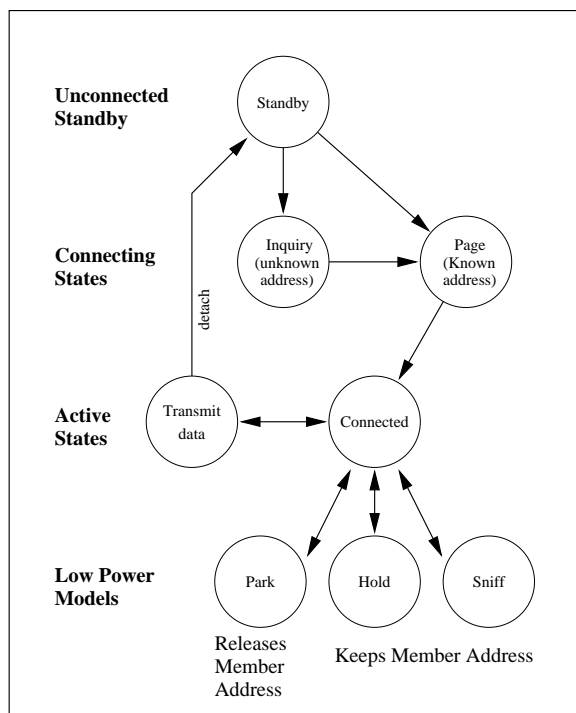 Unconnected
Standby
Standby
Connecting
States
Inquiry
(unknown
address)
Page
(Known
address)
detach
Active
States
Transmit
data
Connected
Low Power
Models
Park
Hold
Sniff
Releases
Member
Address
Keeps Member Address